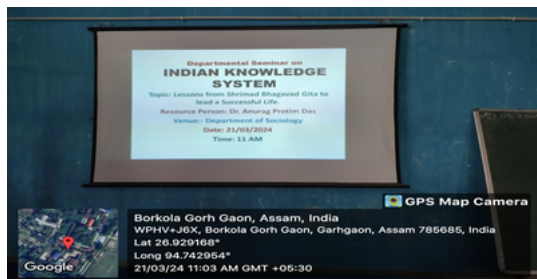 Departmental Seminar on
INDIAN KNOWLEDGE
SYSTEM
Topic: Lessons from Shrimad Bhagavad Gita to
lead a Successful Life.
Resource Person: Dr. Anurag Protim Das
Venue:- Department of Sociology
Date: 21/03/2024
Time: 11 AM
GPS Map Camera
Borkola Gorh Gaon, Assam, India
WPHV+J6X, Borkola Gorh Gaon, Garhgaon, Assam 785685, India
Lat 26.929168°
Long 94.742954°
21/03/24 11:03 AM GMT +05:30
Google